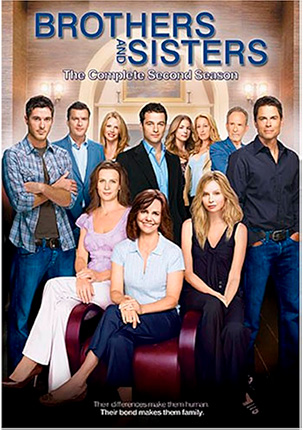 BROTHERS
AND SISTERS
The Complete Second Season
Their differences make them human.
Their bond makes them family.